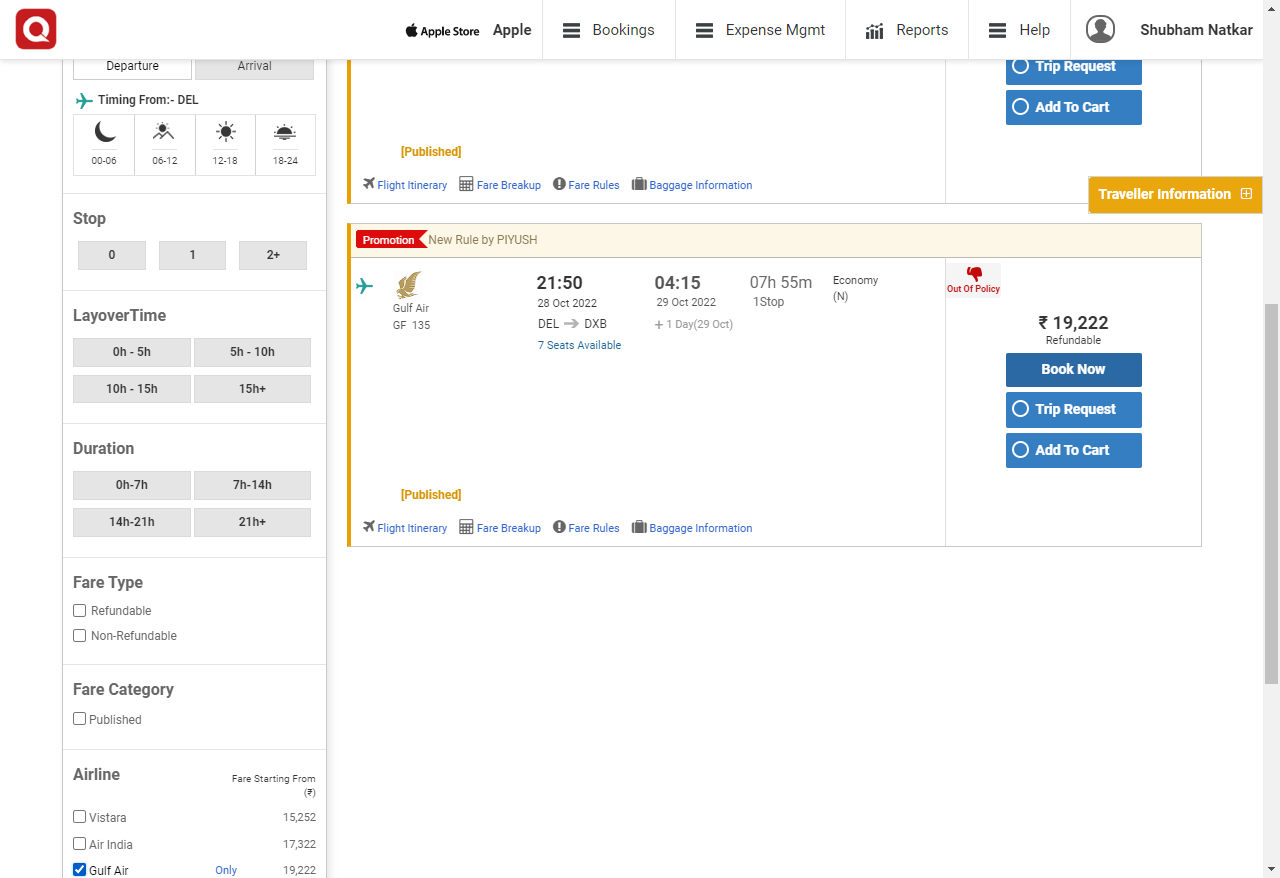 Q
Apple Store
Apple
Bookings
Expense Mgmt
Reports
Help
Shubham Natkar
Departure
Arrival
Timing From:- DEL
00-06
06-12
12-18
18-24
Stop
0
1
2+
LayoverTime
0h - 5h
5h - 10h
10h - 15h
15h+
Duration
0h-7h
7h-14h
14h-21h
21h+
Fare Type
Refundable
Non-Refundable
Fare Category
Published
Airline
Fare Starting From
(₹)
Vistara
15,252
Air India
17,322
Gulf Air
Only
19,222
Trip Request
Add To Cart
[Published]
Flight Itinerary
Fare Breakup
Fare Rules
Baggage Information
Traveller Information
Promotion
New Rule by PIYUSH
Gulf Air
GF 135
21:50
28 Oct 2022
DEL
DXB
7 Seats Available
04:15
29 Oct 2022
+ 1 Day(29 Oct)
07h 55m
1Stop
Economy
(N)
Out Of Policy
₹ 19,222
Refundable
Book Now
Trip Request
Add To Cart
[Published]
Flight Itinerary
Fare Breakup
Fare Rules
Baggage Information